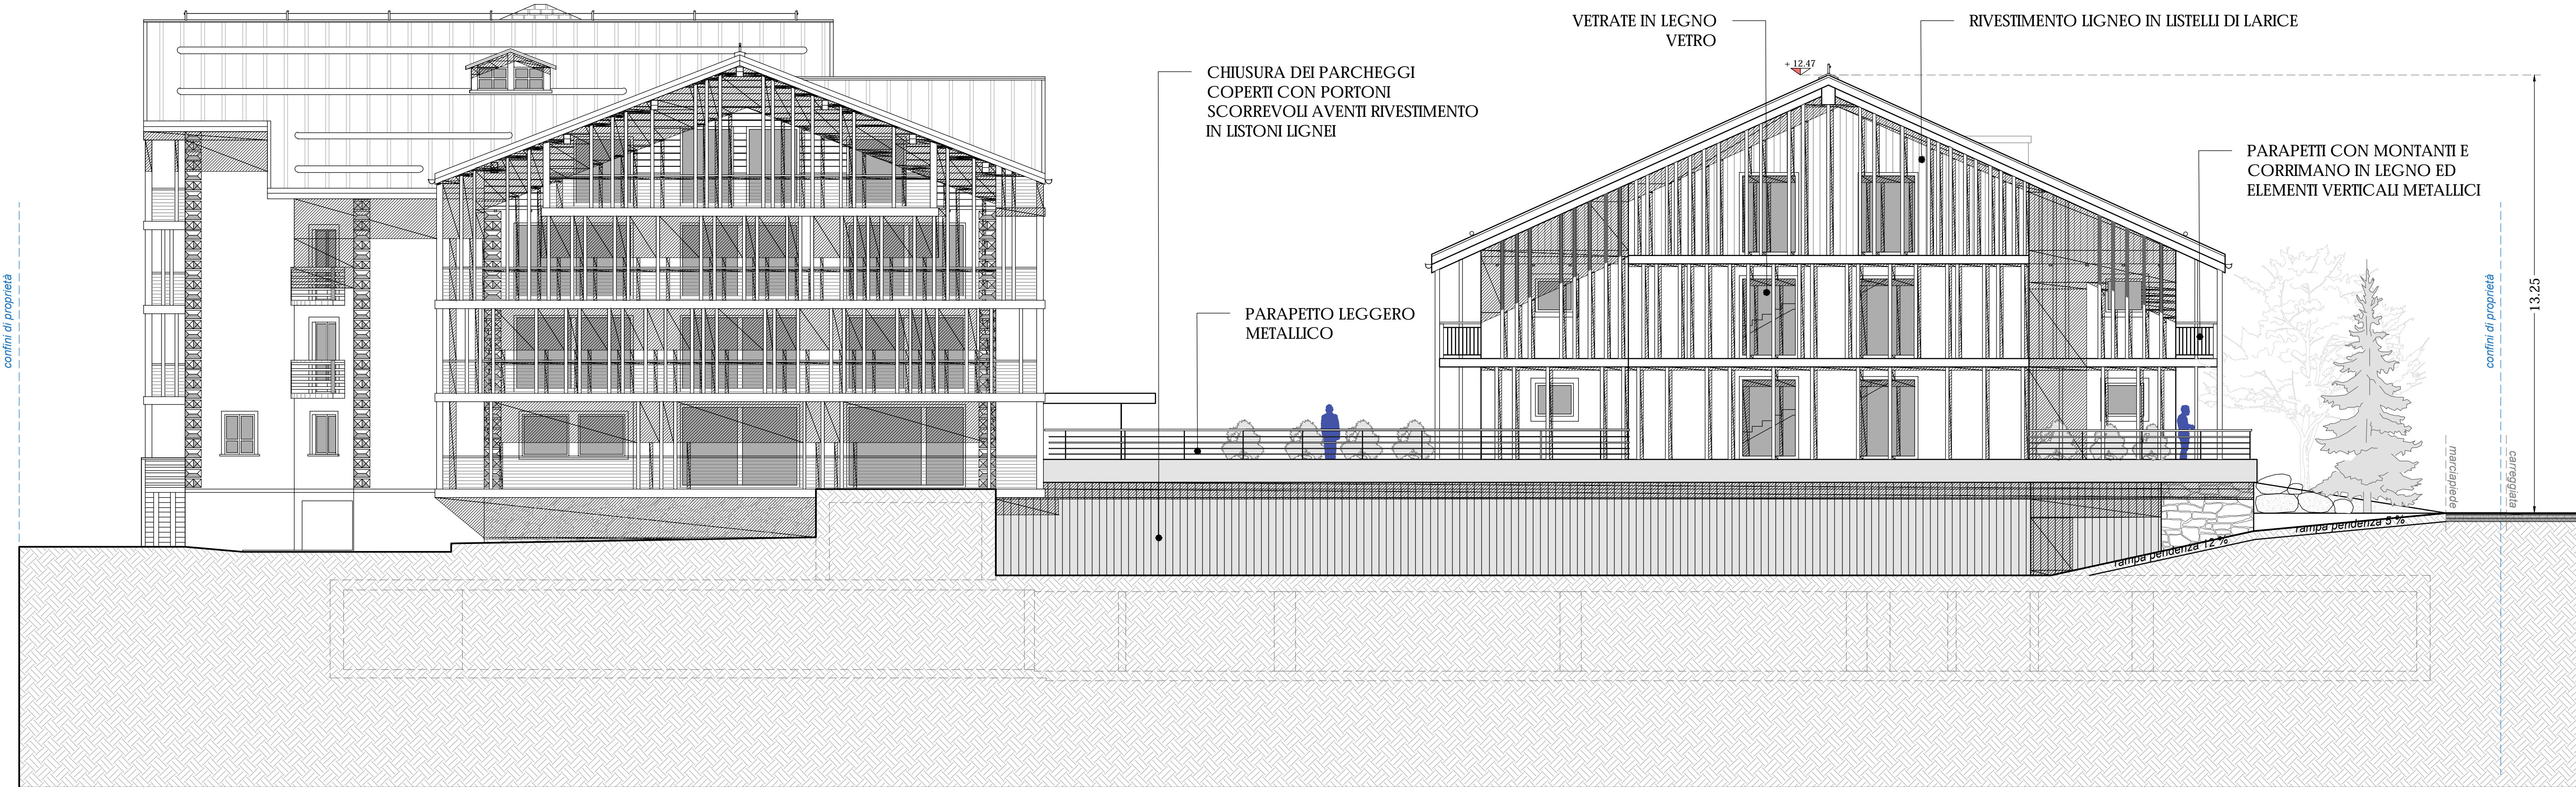 VETRATE IN LEGNO
VETRO
RIVESTIMENTO LIGNEO IN LISTELLI DI LARICE
CHIUSURA DEI PARCHEGGI
COPERTI CON PORTONI
SCORREVOLI AVENTI RIVESTIMENTO
IN LISTONI LIGNEI
+ 12.47
PARAPETTI CON MONTANTI E
CORRIMANO IN LEGNO ED
ELEMENTI VERTICALI METALLICI
PARAPETTO LEGGERO
METALLICO
confini di proprietà
confini di proprietà
13.25
marciapiede
carreggiata
rampa pendenza 5 %
rampa pendenza 12 %